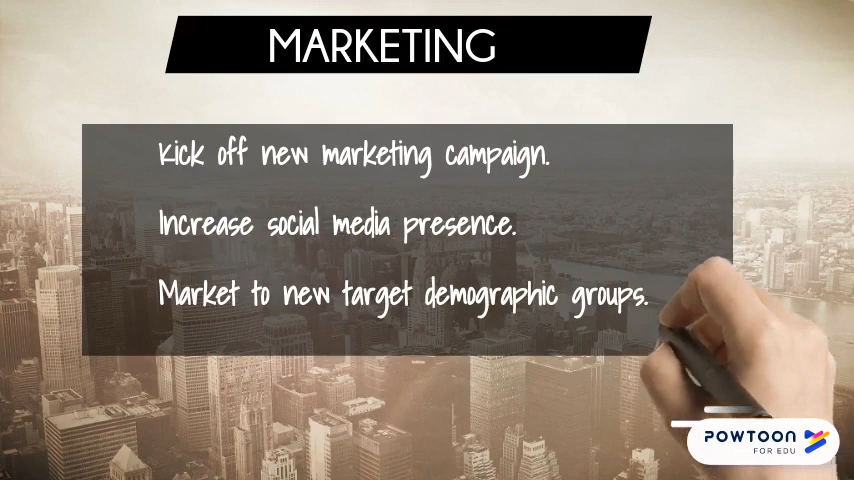 MARKETING
Kick off new marketing campaign.
Increase social media presence.
Market to new target demographic groups.
POWTOON
FOR EDU